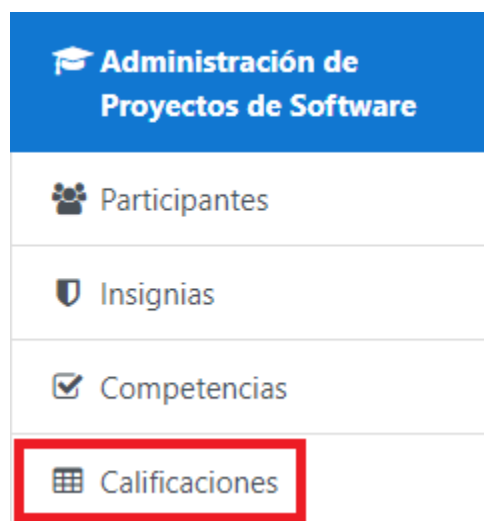 Administración de
Proyectos de Software
Participantes
Insignias
Competencias
Calificaciones